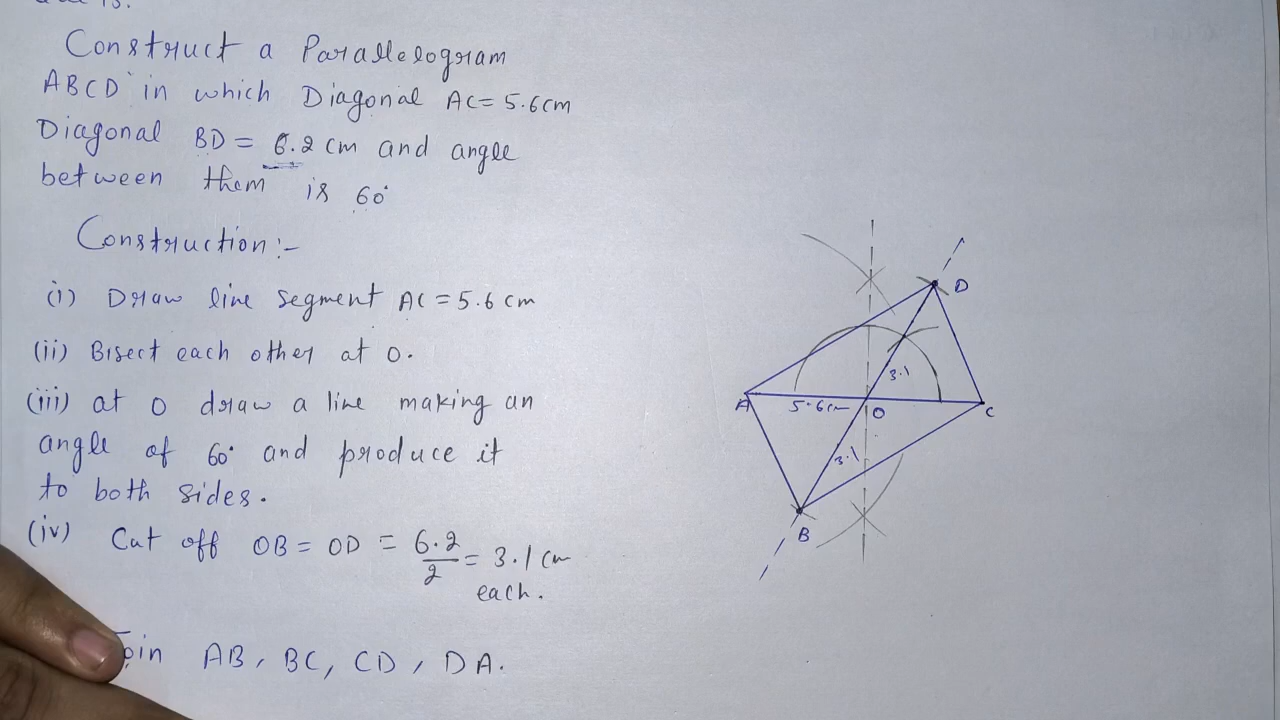 Construct a Parallelogram
ABCD in which Diagonal AC = 5.6cm
Diagonal BD = 6.2 cm and angle
between them is 60°
Construction:-
(i) Draw line segment AC = 5.6 cm
(ii) Bisect each other at O.
(iii) at O draw a line making an
angle of 60° and produce it
to both sides.
(iv) Cut off OB = OD = 6.2/2 = 3.1 cm
each.
AB, BC, CD, DA.
D
3.1
A
5.6cm
O
C
3.1
B